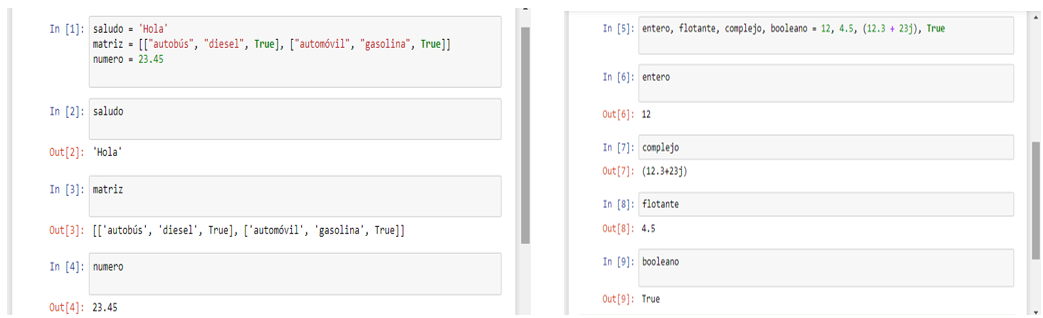 In [1]: saludo = 'Hola'
matriz = [["autobús", "diesel", True], ["automóvil", "gasolina", True]]
numero = 23.45
In [2]: saludo
Out[2]: 'Hola'
In [3]: matriz
Out[3]: [['autobús', 'diesel', True], ['automóvil', 'gasolina', True]]
In [4]: numero
Out[4]: 23.45
In [5]: entero, flotante, complejo, booleano = 12, 4.5, (12.3 + 23j), True
In [6]: entero
Out[6]: 12
In [7]: complejo
Out[7]: (12.3+23j)
In [8]: flotante
Out[8]: 4.5
In [9]: booleano
Out[9]: True